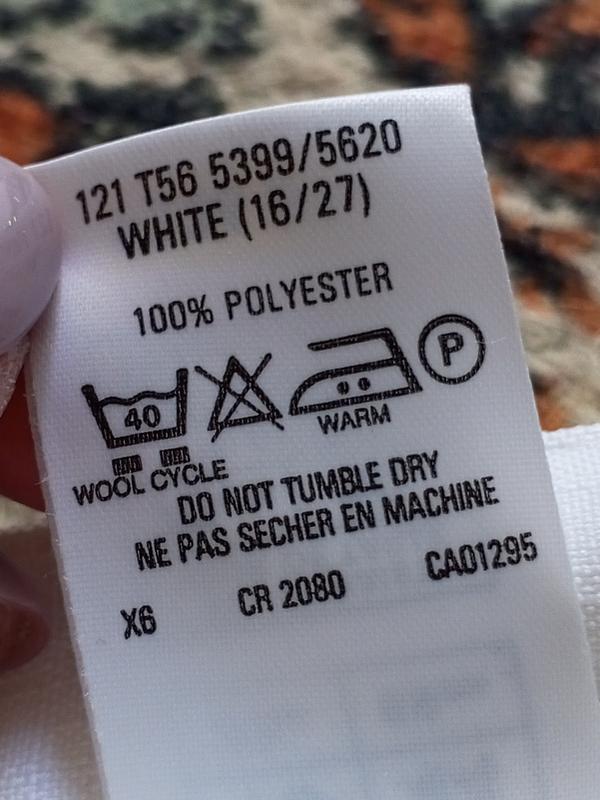 121 T56 5399/5620
WHITE (16/27)
100% POLYESTER
40
P
WARM
WOOL CYCLE
DO NOT TUMBLE DRY
NE PAS SECHER EN MACHINE
X6 CR 2080 CA01295